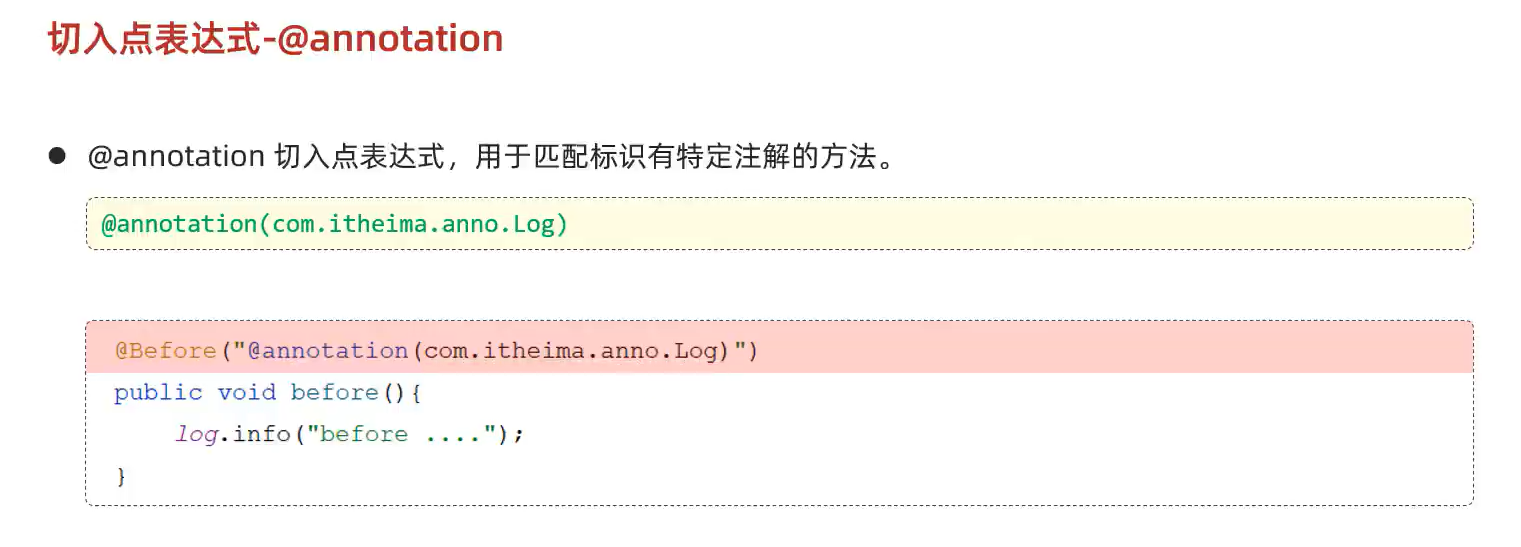 切入点表达式-@annotation
● @annotation 切入点表达式，用于匹配标识有特定注解的方法。
@annotation(com.itheima.anno.Log)
@Before("@annotation(com.itheima.anno.Log)")
public void before(){
    log.info("before ....");
}